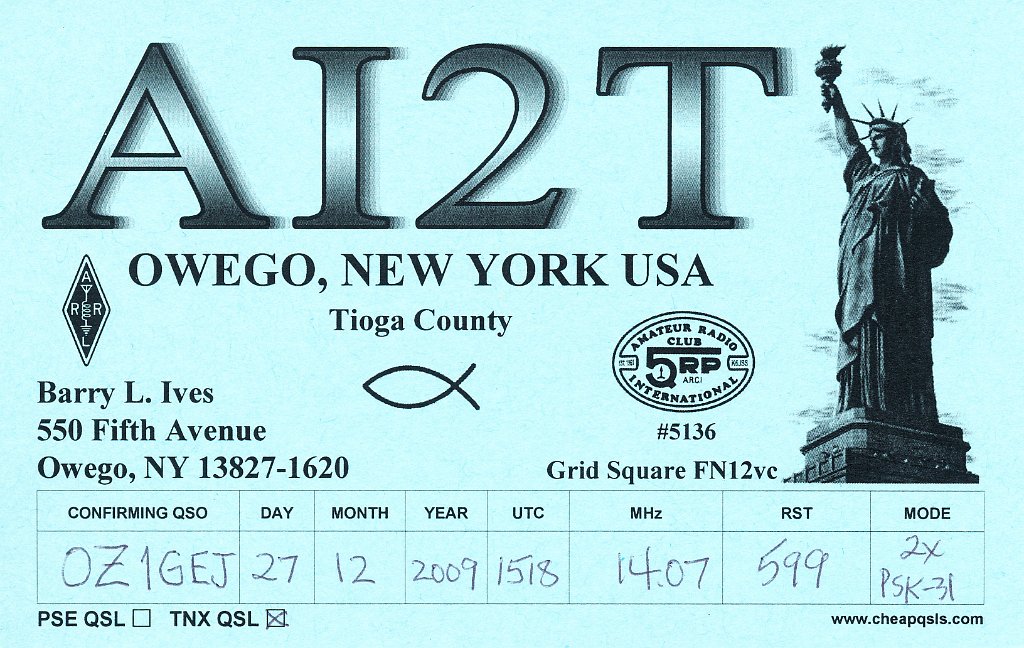 AI2T
OWEGO, NEW YORK USA
Tioga County
ARRL
AMATEUR RADIO
CLUB
QRP
ARCI
INTERNATIONAL
Barry L. Ives
550 Fifth Avenue
Owego, NY 13827-1620
#5136
Grid Square FN12vc
CONFIRMING QSO DAY MONTH YEAR UTC MHz RST MODE
OZ1GEJ 27 12 2009 1518 14.07 599 2x
PSK-31
PSE QSL TNX QSL
www.cheapqsls.com